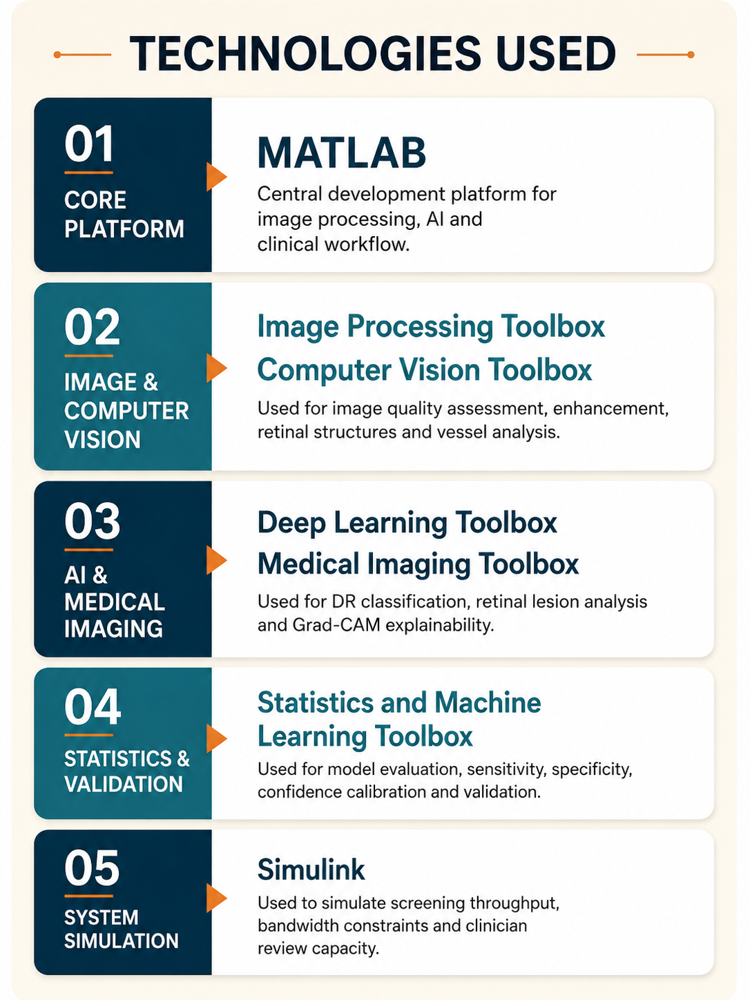 TECHNOLOGIES USED
01
CORE
PLATFORM
MATLAB
Central development platform for
image processing, AI and
clinical workflow.
02
IMAGE &
COMPUTER
VISION
Image Processing Toolbox
Computer Vision Toolbox
Used for image quality assessment, enhancement,
retinal structures and vessel analysis.
03
AI &
MEDICAL
IMAGING
Deep Learning Toolbox
Medical Imaging Toolbox
Used for DR classification, retinal lesion analysis
and Grad-CAM explainability.
04
STATISTICS &
VALIDATION
Statistics and Machine
Learning Toolbox
Used for model evaluation, sensitivity, specificity,
confidence calibration and validation.
05
SYSTEM
SIMULATION
Simulink
Used to simulate screening throughput,
bandwidth constraints and clinician
review capacity.